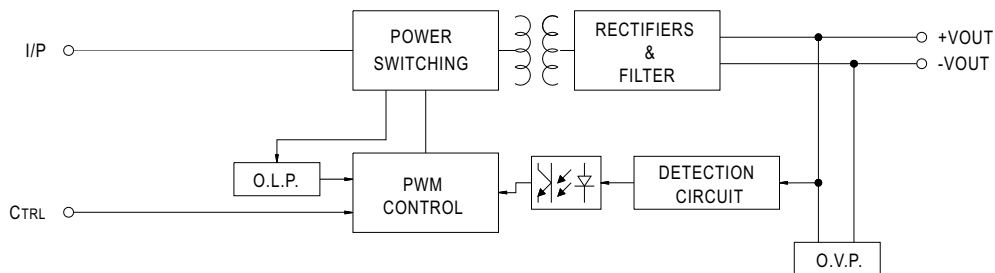 I/P
POWER
SWITCHING
RECTIFIERS
&
FILTER
+VOUT
-VOUT
O.L.P.
PWM
CONTROL
DETECTION
CIRCUIT
CTRL
O.V.P.